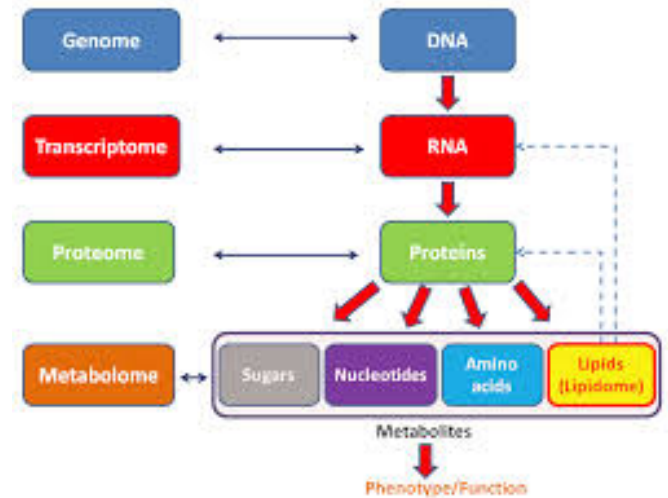 Genome
DNA
Transcriptome
RNA
Proteome
Proteins
Metabolome
Sugars
Nucleotides
Amino
acids
Lipids
(Lipidome)
Metabolites
Phenotype/Function